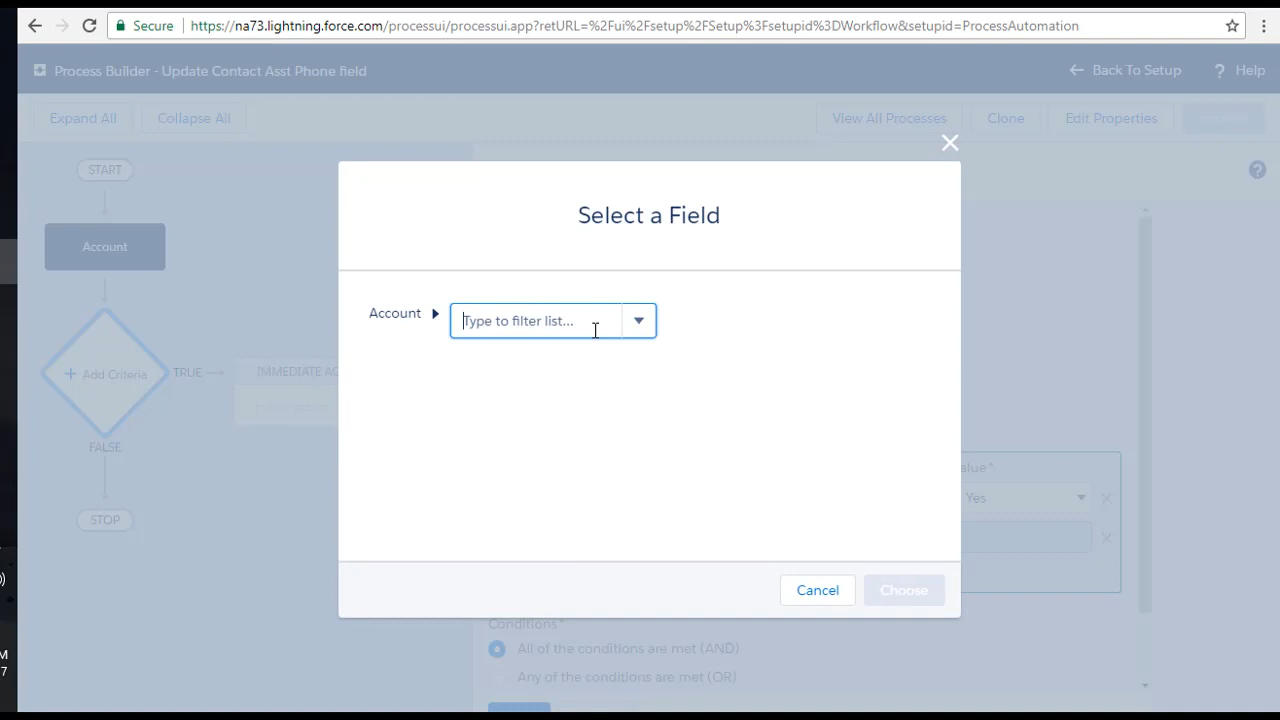 Secure
https://na73.lightning.force.com/processui/processui.app?retURL=%2Fui%2Fsetup%2FSetup%3Fsetupid%3DWorkflow&setupid=ProcessAutomation
Process Builder - Update Contact Asst Phone field
Back To Setup
? Help
Expand All
Collapse All
View All Processes
Clone
Edit Properties
START
Select a Field
Account
Account
Type to filter list...
+ Add Criteria
TRUE
IMMEDIATE AC
FALSE
alue*
Yes
STOP
Cancel
Choose
Conditions*
All of the conditions are met (AND)
Any of the conditions are met (OR)
M
7